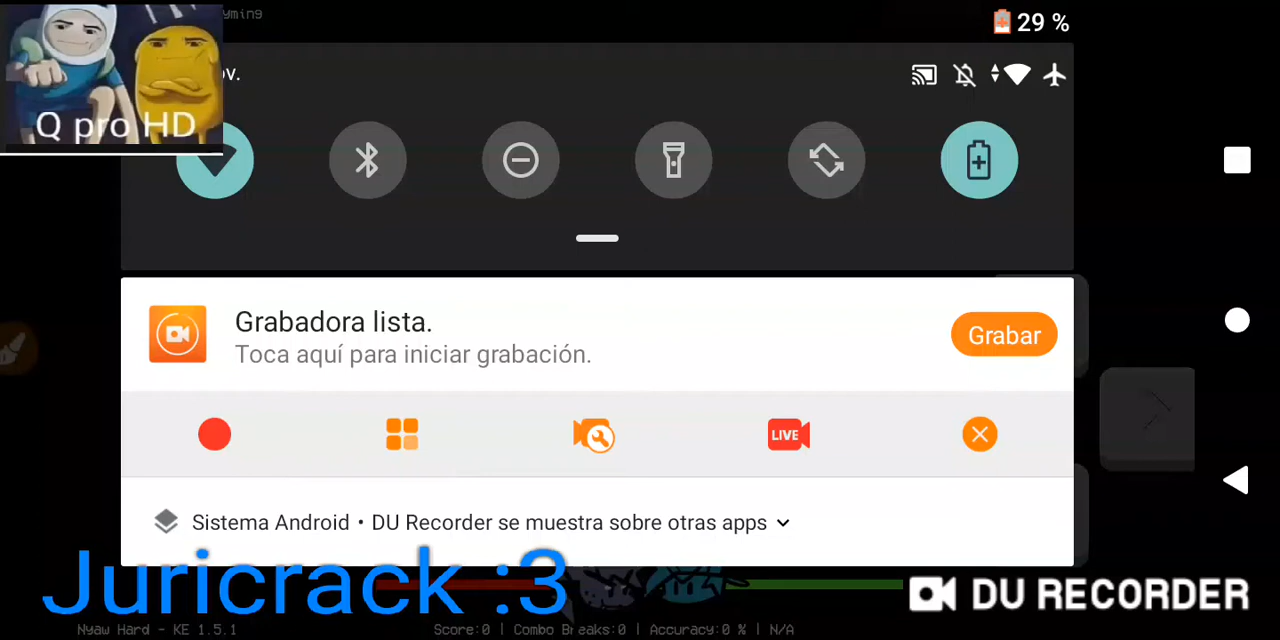 29 %
ov.
Q pro HD
Grabadora lista.
Toca aquí para iniciar grabación.
Grabar
LIVE
Sistema Android • DU Recorder se muestra sobre otras apps
Juricrack :3
DU RECORDER
Nyaw Hard - KE 1.5.1
Score:0 | Combo Breaks:0 | Accuracy:0 % | N/A